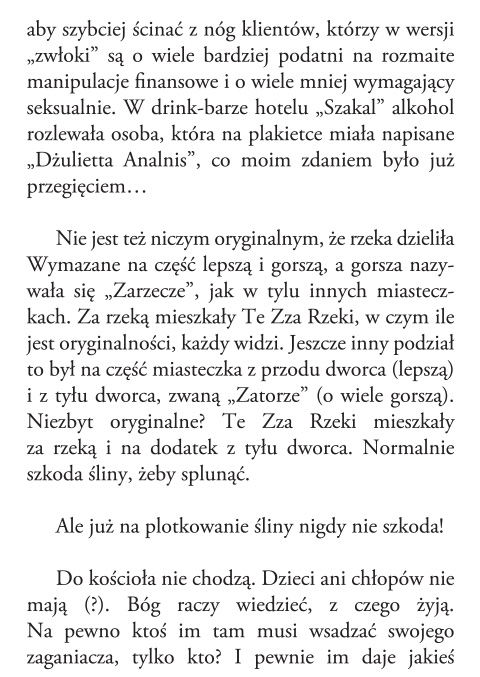 aby szybciej ścinać z nóg klientów, którzy w wersji
„zwłoki” są o wiele bardziej podatni na rozmaite
manipulacje finansowe i o wiele mniej wymagający
seksualnie. W drink-barze hotelu „Szakal” alkohol
rozlewała osoba, która na plakietce miała napisane
„Dżulietta Analnis”, co moim zdaniem było już
przegięciem…
Nie jest też niczym oryginalnym, że rzeka dzieliła
Wymazane na część lepszą i gorszą, a gorsza nazy-
wała się „Zarzecze”, jak w tylu innych miastecz-
kach. Za rzeką mieszkały Te Zza Rzeki, w czym ile
jest oryginalności, każdy widzi. Jeszcze inny podział
to był na część miasteczka z przodu dworca (lepszą)
i z tyłu dworca, zwaną „Zatorze” (o wiele gorszą).
Niezbyt oryginalne? Te Zza Rzeki mieszkały
za rzeką i na dodatek z tyłu dworca. Normalnie
szkoda śliny, żeby splunąć.
Ale już na plotkowanie śliny nigdy nie szkoda!
Do kościoła nie chodzą. Dzieci ani chłopów nie
mają (?). Bóg raczy wiedzieć, z czego żyją.
Na pewno ktoś im tam musi wsadzać swojego
zaganiacza, tylko kto? I pewnie im daje jakieś